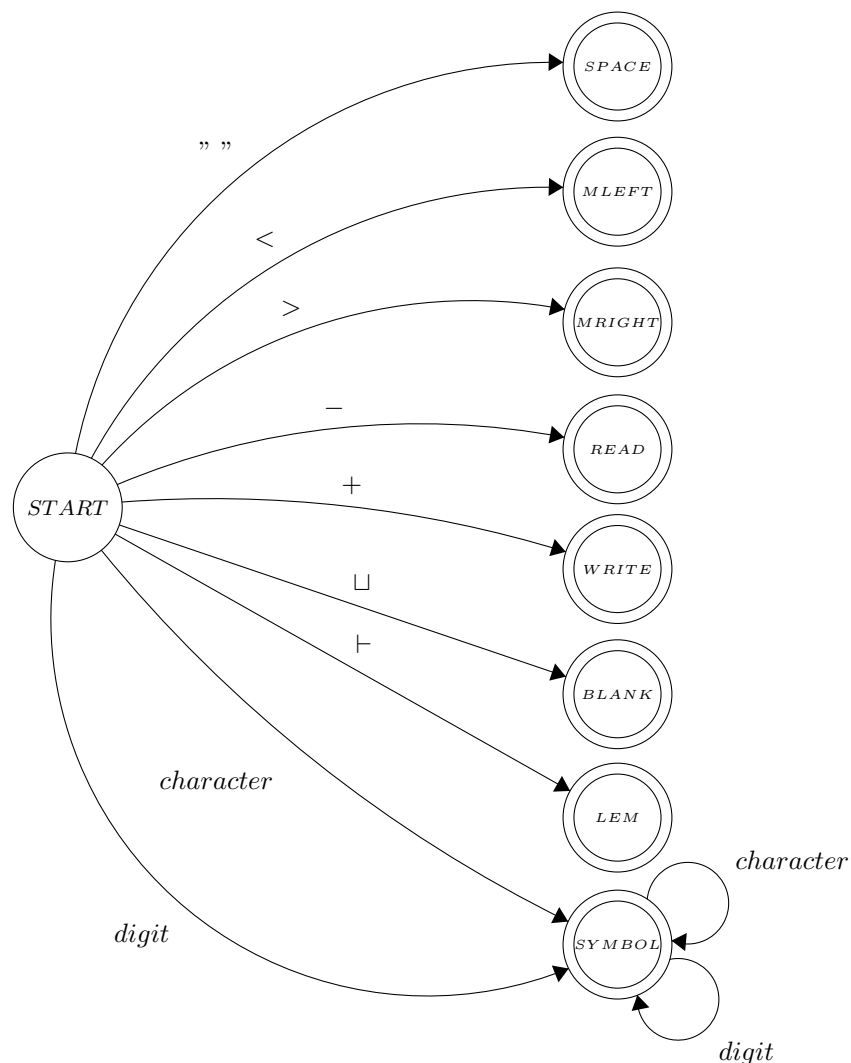 SPACE
” ”
MLEFT
<
>
MRIGHT
−
READ
+
START
WRITE
⊔
⊢
BLANK
character
LEM
character
digit
SYMBOL
digit